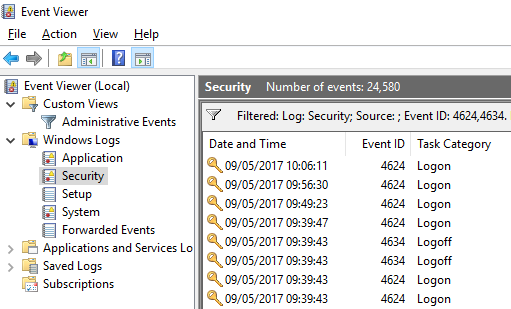 Event Viewer
File Action View Help
Event Viewer (Local)
Custom Views
Administrative Events
Windows Logs
Application
Security
Setup
System
Forwarded Events
Applications and Services Lo
Saved Logs
Subscriptions
Security Number of events: 24,580
Filtered: Log: Security; Source: ; Event ID: 4624,4634.
Date and Time Event ID Task Category
09/05/2017 10:06:11 4624 Logon
09/05/2017 09:56:30 4624 Logon
09/05/2017 09:49:23 4624 Logon
09/05/2017 09:39:47 4624 Logon
09/05/2017 09:39:43 4634 Logoff
09/05/2017 09:39:43 4634 Logoff
09/05/2017 09:39:43 4624 Logon
09/05/2017 09:39:43 4624 Logon